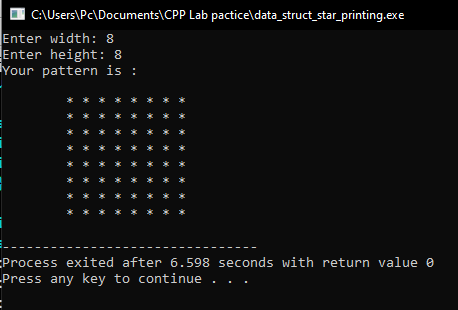 C:\Users\Pc\Documents\CPP Lab pactice\data_struct_star_printing.exe
Enter width: 8
Enter height: 8
Your pattern is :
* * * * * * * *
* * * * * * * *
* * * * * * * *
* * * * * * * *
* * * * * * * *
* * * * * * * *
* * * * * * * *
* * * * * * * *
--------------------------------
Process exited after 6.598 seconds with return value 0
Press any key to continue . . .